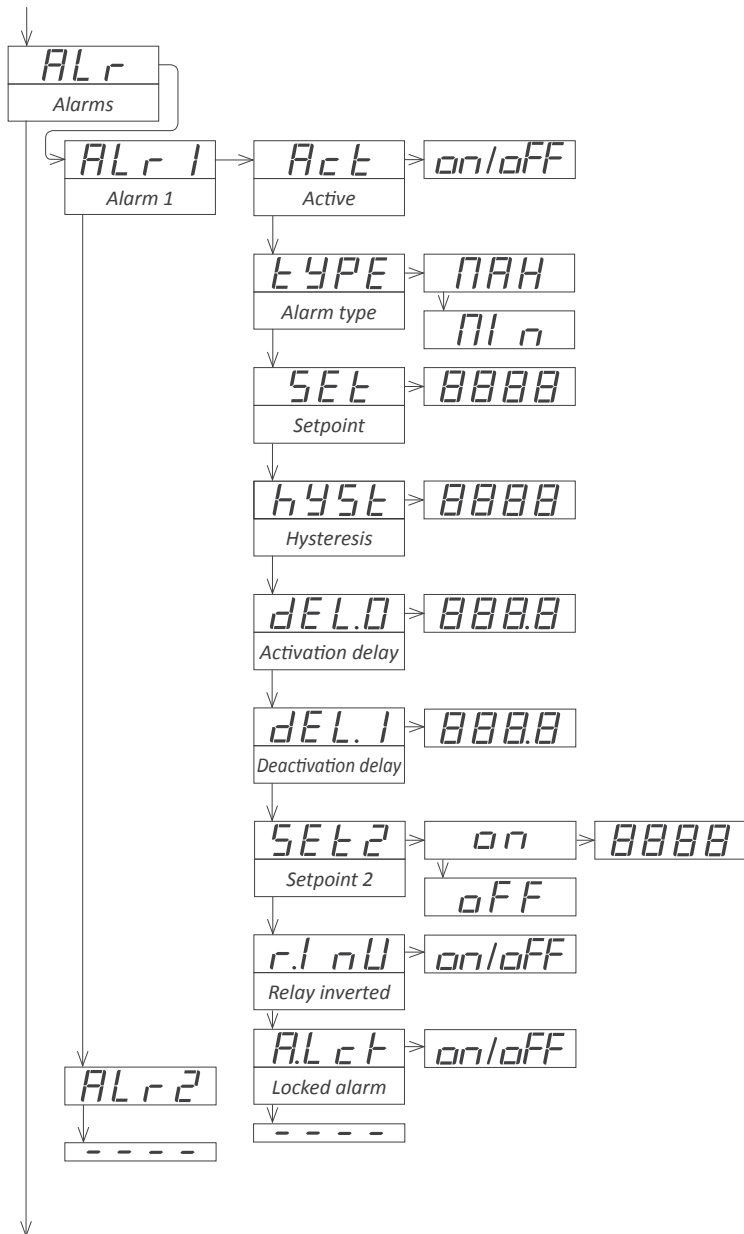 ALr
Alarms
ALr 1
Alarm 1
Act
Active
on/oFF
tYPE
Alarm type
MAH
MI n
SEt
Setpoint
8888
hYSt
Hysteresis
8888
dEL.0
Activation delay
888.8
dEL. 1
Deactivation delay
888.8
SEt2
Setpoint 2
on
8888
oFF
r.I nV
Relay inverted
on/oFF
A.Lck
Locked alarm
on/oFF
- - - -
ALr2
- - - -